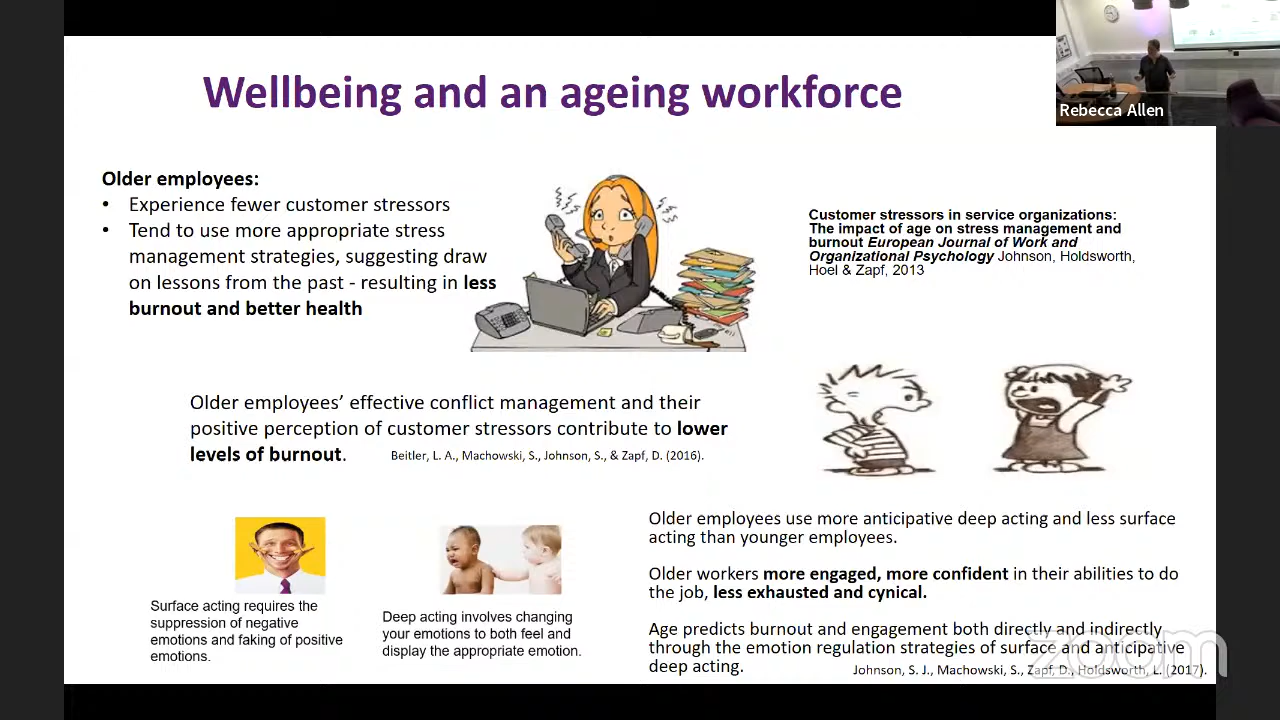 Wellbeing and an ageing workforce
Rebecca Allen
Older employees:
• Experience fewer customer stressors
• Tend to use more appropriate stress
management strategies, suggesting draw
on lessons from the past - resulting in less
burnout and better health
Customer stressors in service organizations:
The impact of age on stress management and
burnout European Journal of Work and
Organizational Psychology Johnson, Holdsworth,
Hoel & Zapf, 2013
Older employees’ effective conflict management and their
positive perception of customer stressors contribute to lower
levels of burnout.
Beitler, L. A., Machowski, S., Johnson, S., & Zapf, D. (2016).
Surface acting requires the
suppression of negative
emotions and faking of positive
emotions.
Deep acting involves changing
your emotions to both feel and
display the appropriate emotion.
Older employees use more anticipative deep acting and less surface
acting than younger employees.
Older workers more engaged, more confident in their abilities to do
the job, less exhausted and cynical.
Age predicts burnout and engagement both directly and indirectly
through the emotion regulation strategies of surface and anticipative
deep acting.
Johnson, S. J., Machowski, S., Zapf, D., Holdsworth, L. (2017).
zoom